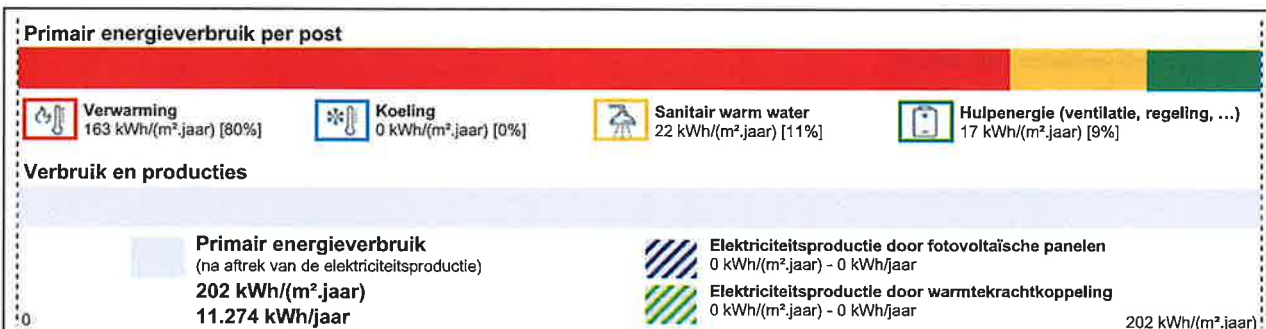 Primair energieverbruik per post
Verwarming
163 kWh/(m².jaar) [80%]
Koeling
0 kWh/(m².jaar) [0%]
Sanitair warm water
22 kWh/(m².jaar) [11%]
Hulpenergie (ventilatie, regeling, ...)
17 kWh/(m².jaar) [9%]
Verbruik en producties
Primair energieverbruik
(na aftrek van de elektriciteitsproductie)
202 kWh/(m².jaar)
11.274 kWh/jaar
Elektriciteitsproductie door fotovoltaïsche panelen
0 kWh/(m².jaar) - 0 kWh/jaar
Elektriciteitsproductie door warmtekrachtkoppeling
0 kWh/(m².jaar) - 0 kWh/jaar
0
202 kWh/(m².jaar)